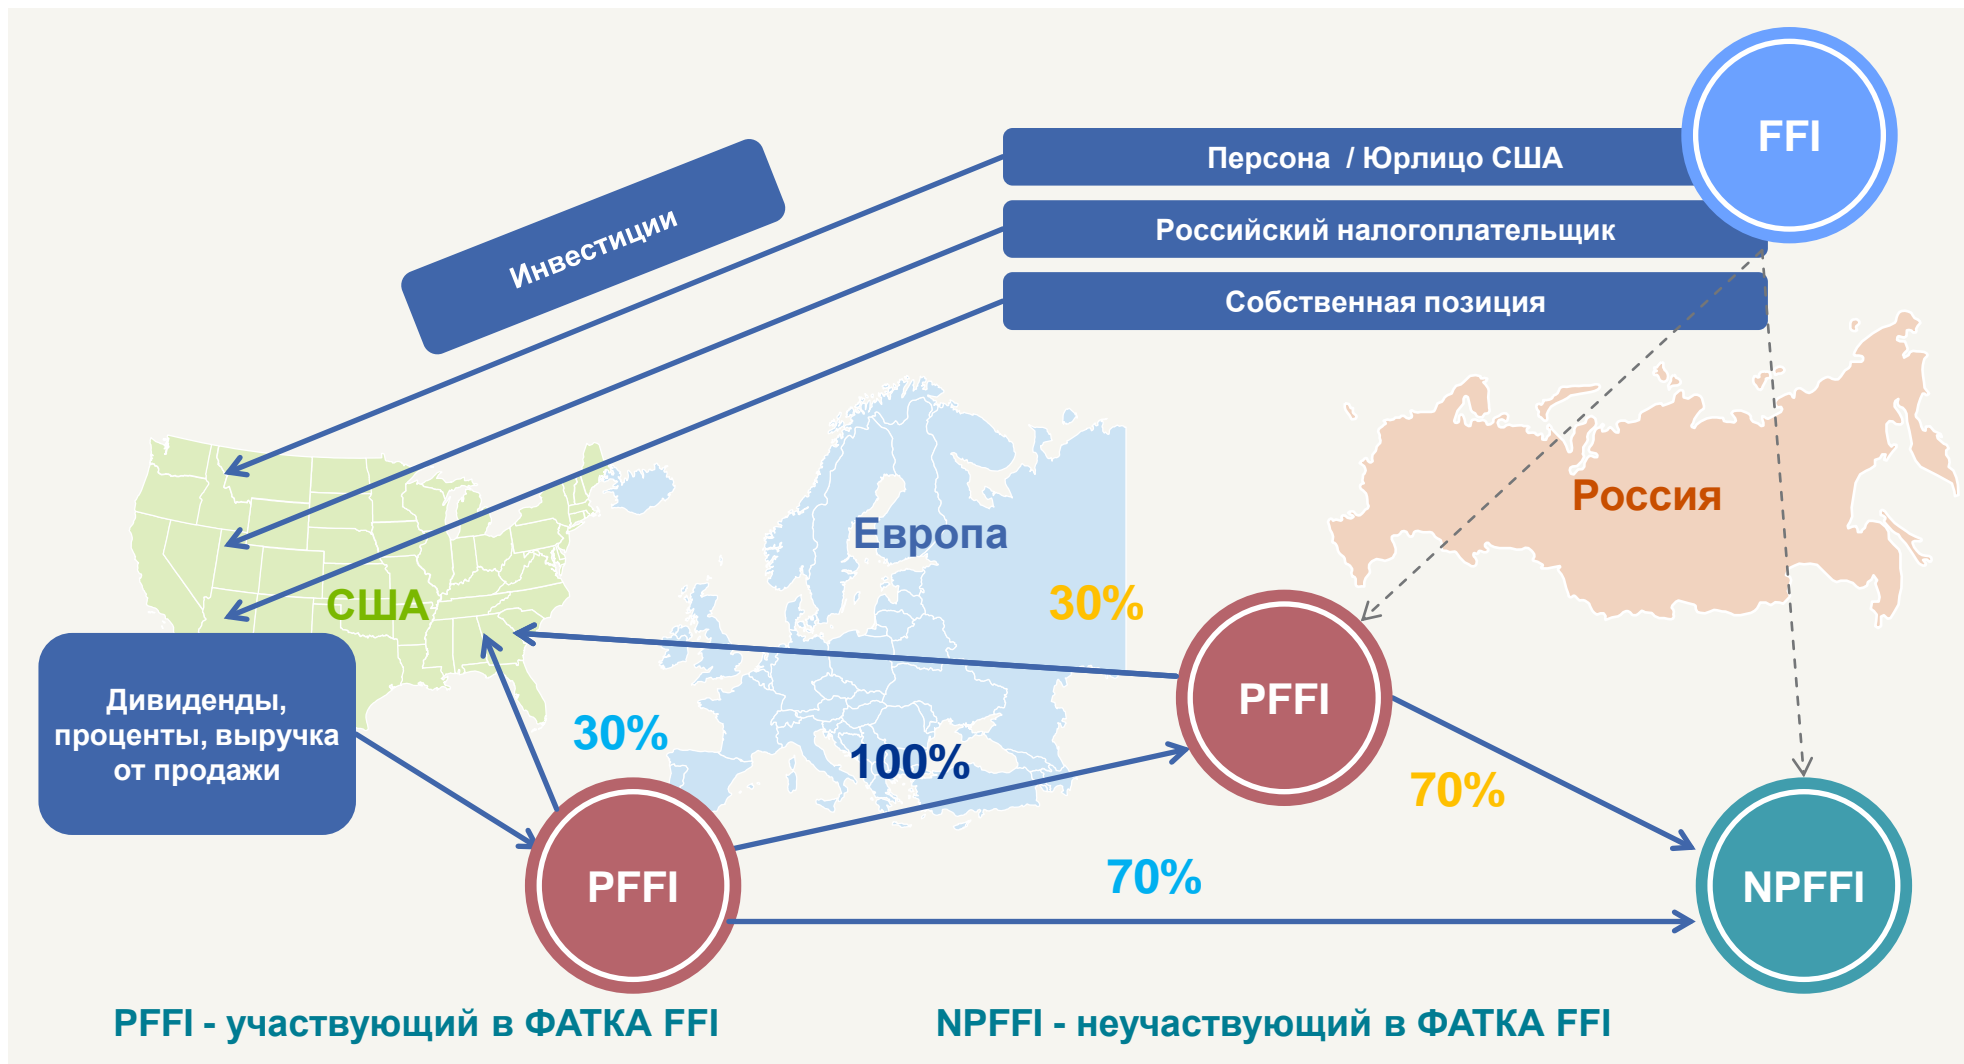 FFI
Персона / Юрлицо США
Инвестиции
Российский налогоплательщик
Собственная позиция
Россия
Европа
США
30%
Дивиденды,
проценты, выручка
от продажи
PFFI
30%
100%
70%
PFFI
70%
NPFFI
PFFI - участвующий в ФАТКА FFI
NPFFI - неучаствующий в ФАТКА FFI